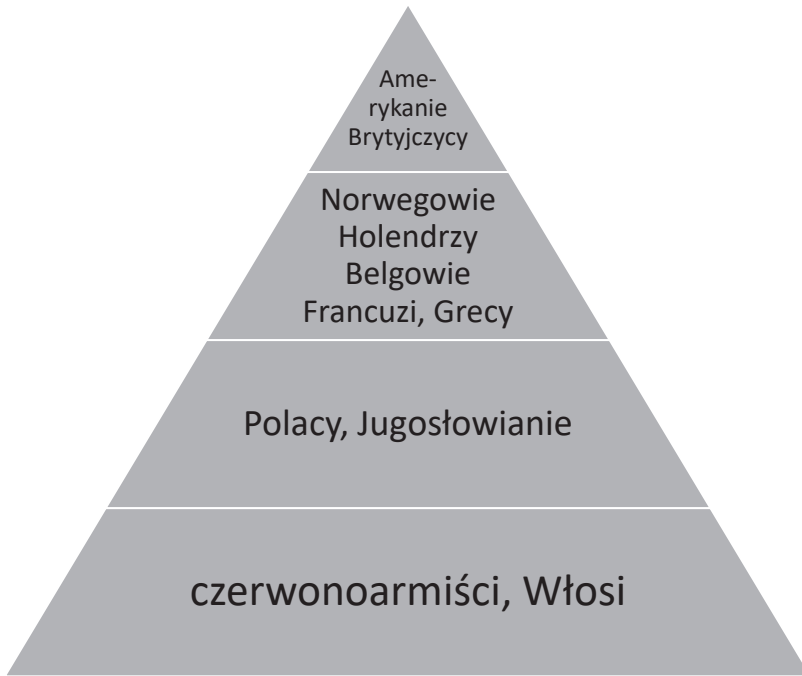 Ame-
rykanie
Brytyjczycy
Norwegowie
Holendrzy
Belgowie
Francuzi, Grecy
Polacy, Jugosłowianie
czerwonoarmiści, Włosi